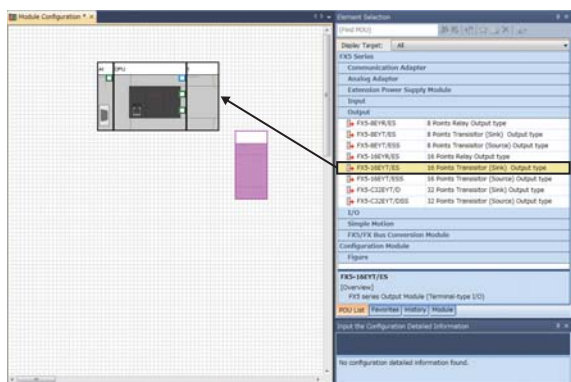 Module Configuration *
Element Selection
(Find POU)
Display Target: All
FX5 Series
Communication Adapter
Analog Adapter
Extension Power Supply Module
Input
Output
FX5-8EYR/ES 8 Points Relay Output type
FX5-8EYT/ES 8 Points Transistor (Sink) Output type
FX5-8EYT/ESS 8 Points Transistor (Source) Output type
FX5-16EYR/ES 16 Points Relay Output type
FX5-16EYT/ES 16 Points Transistor (Sink) Output type
FX5-16EYT/ESS 16 Points Transistor (Source) Output type
FX5-C32EYT/D 32 Points Transistor (Sink) Output type
FX5-C32EYT/DSS 32 Points Transistor (Source) Output type
I/O
Simple Motion
FX5/FX Bus Conversion Module
Configuration Module
Figure
AI CPU
FX5-16EYT/ES
[Overview]
FX5 series Output Module (Terminal-type I/O)
POU List Favorites History Module
Input the Configuration Detailed Information
No configuration detailed information found.